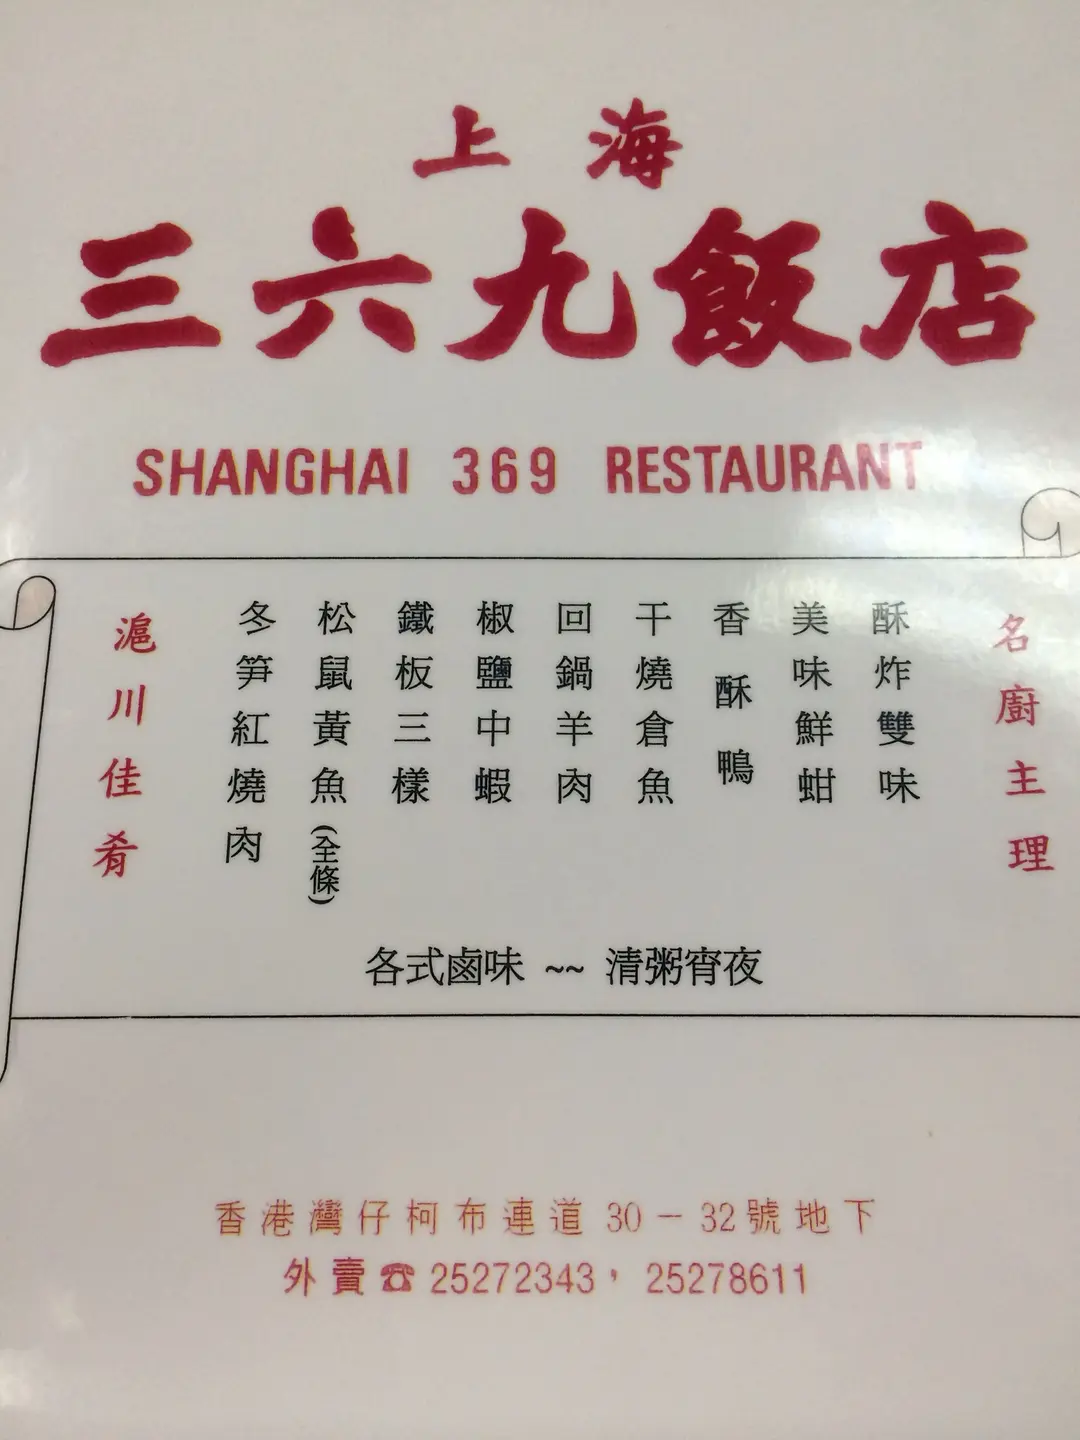 上海
三六九飯店
SHANGHAI 369 RESTAURANT
名廚主理
酥炸雙味
美味鮮蚶
香酥鴨
干燒倉魚
回鍋羊肉
椒鹽中蝦
鐵板三樣
松鼠黃魚(全條)
冬笋紅燒肉
滬川佳肴
各式鹵味 ~~ 清粥宵夜
香港灣仔柯布連道 30 － 32號地下
外賣☎ 25272343，25278611